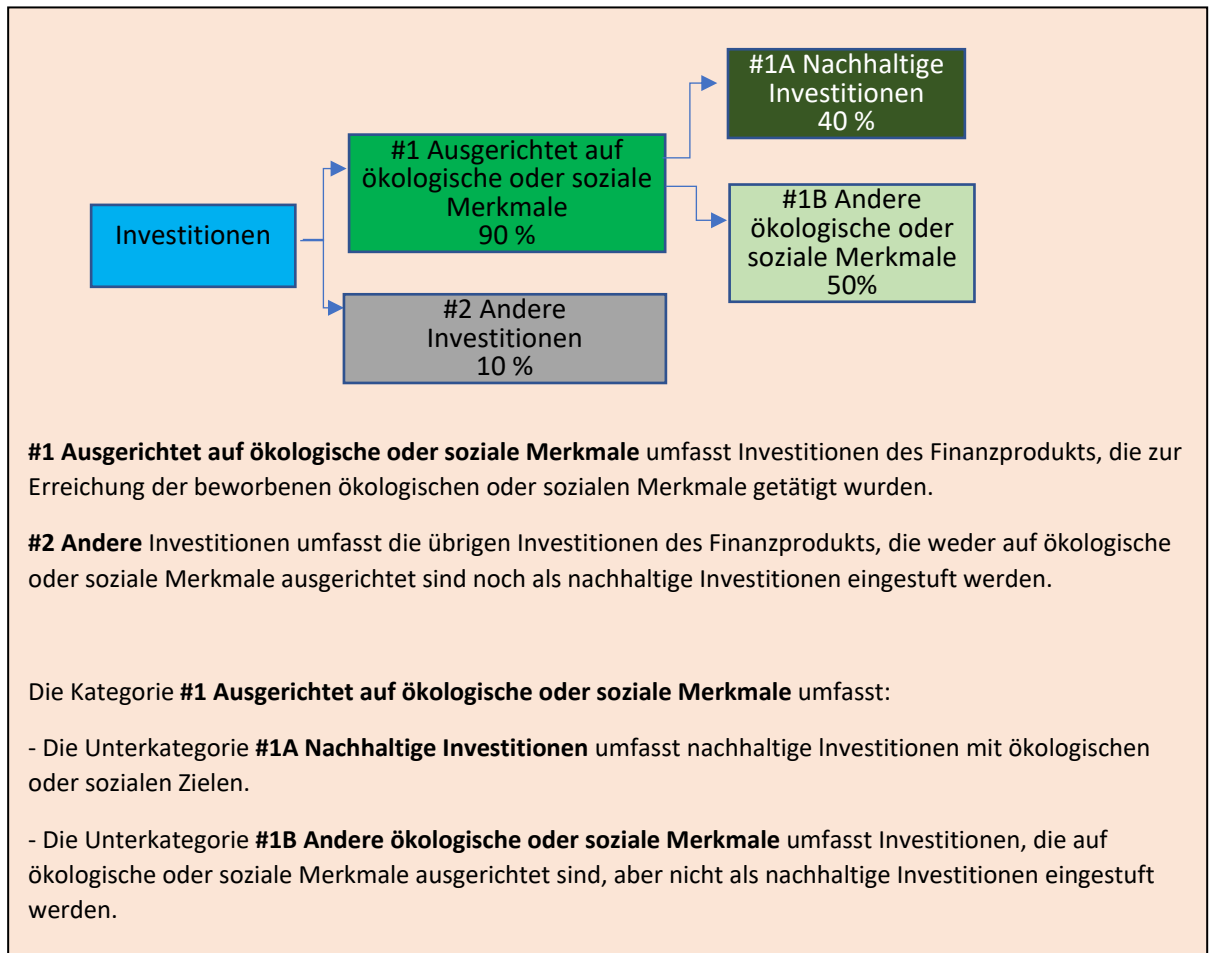 #1A Nachhaltige
Investitionen
40 %
#1 Ausgerichtet auf
ökologische oder soziale
Merkmale
90 %
#1B Andere
ökologische oder
soziale Merkmale
50%
Investitionen
#2 Andere
Investitionen
10 %
#1 Ausgerichtet auf ökologische oder soziale Merkmale umfasst Investitionen des Finanzprodukts, die zur
Erreichung der beworbenen ökologischen oder sozialen Merkmale getätigt wurden.
#2 Andere Investitionen umfasst die übrigen Investitionen des Finanzprodukts, die weder auf ökologische
oder soziale Merkmale ausgerichtet sind noch als nachhaltige Investitionen eingestuft werden.
Die Kategorie #1 Ausgerichtet auf ökologische oder soziale Merkmale umfasst:
- Die Unterkategorie #1A Nachhaltige Investitionen umfasst nachhaltige lnvestitionen mit ökologischen
oder sozialen Zielen.
- Die Unterkategorie #1B Andere ökologische oder soziale Merkmale umfasst Investitionen, die auf
ökologische oder soziale Merkmale ausgerichtet sind, aber nicht als nachhaltige Investitionen eingestuft
werden.